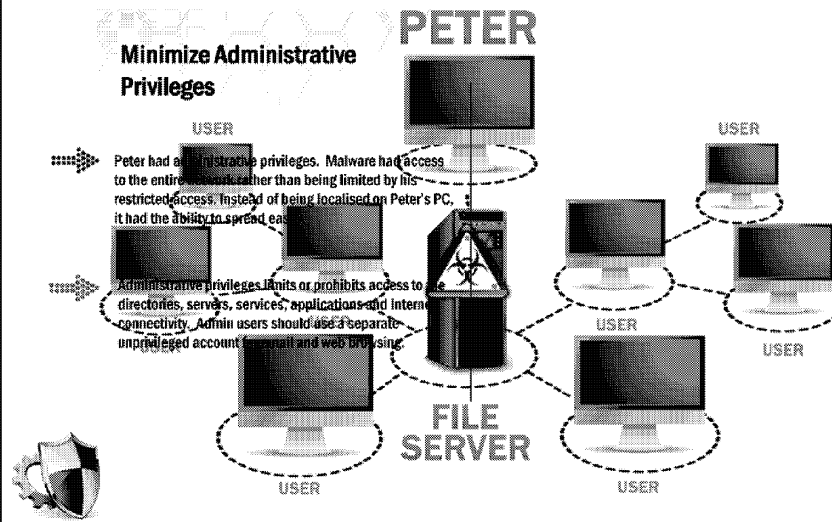 PETER
Minimize Administrative
Privileges
USER
USER
Peter had administrative privileges. Malware had access
to the entire network rather than being limited by his
restricted access. Instead of being localised on Peter's PC,
it had the ability to spread
Administrative privileges limits or prohibits access to
directories, servers, services, applications and Internet
connectivity. Admin users should use a separate
unprivileged account email and web browsing.
USER
USER
USER
USER
FILE
SERVER
USER
USER